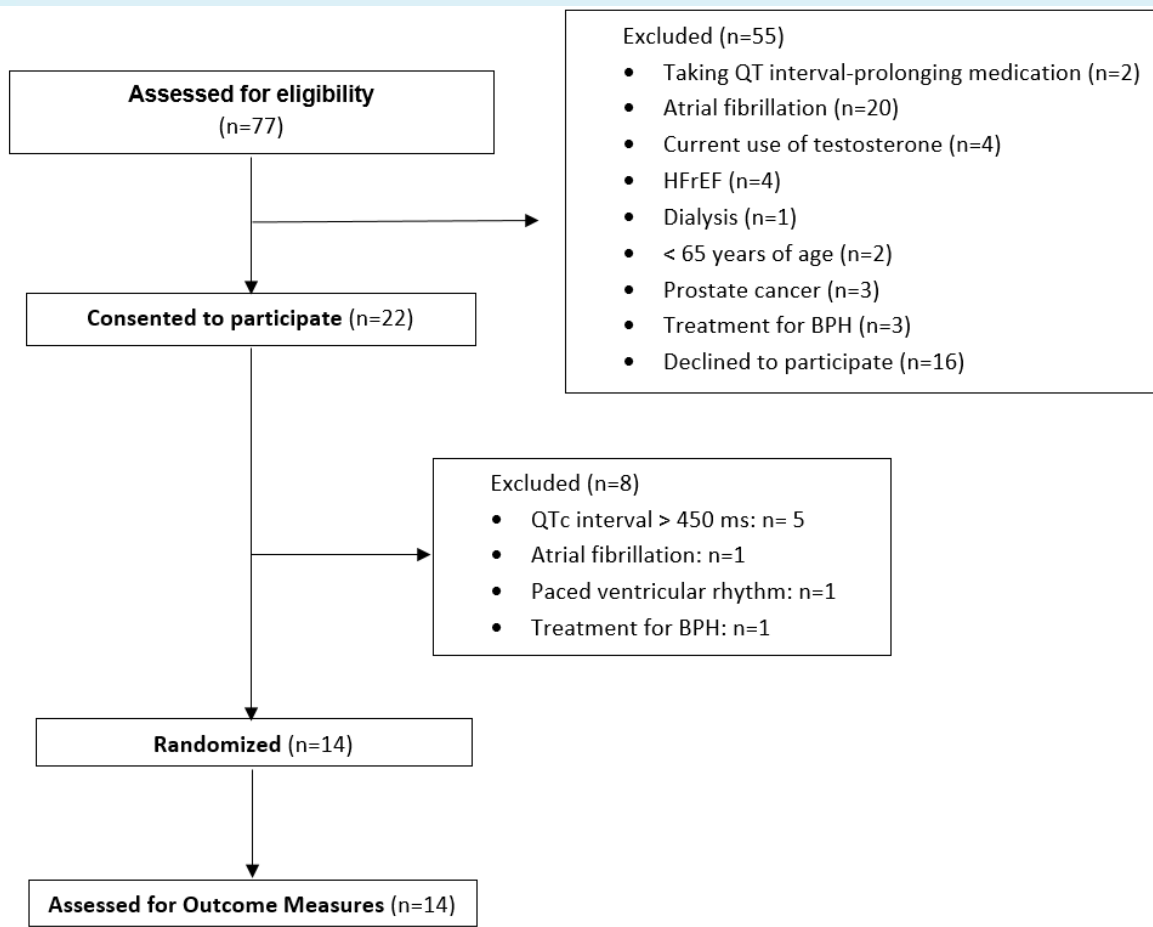 Assessed for eligibility
(n=77)
Excluded (n=55)
• Taking QT interval-prolonging medication (n=2)
• Atrial fibrillation (n=20)
• Current use of testosterone (n=4)
• HFrEF (n=4)
• Dialysis (n=1)
• < 65 years of age (n=2)
• Prostate cancer (n=3)
• Treatment for BPH (n=3)
• Declined to participate (n=16)
Consented to participate (n=22)
Excluded (n=8)
• QTc interval > 450 ms: n= 5
• Atrial fibrillation: n=1
• Paced ventricular rhythm: n=1
• Treatment for BPH: n=1
Randomized (n=14)
Assessed for Outcome Measures (n=14)